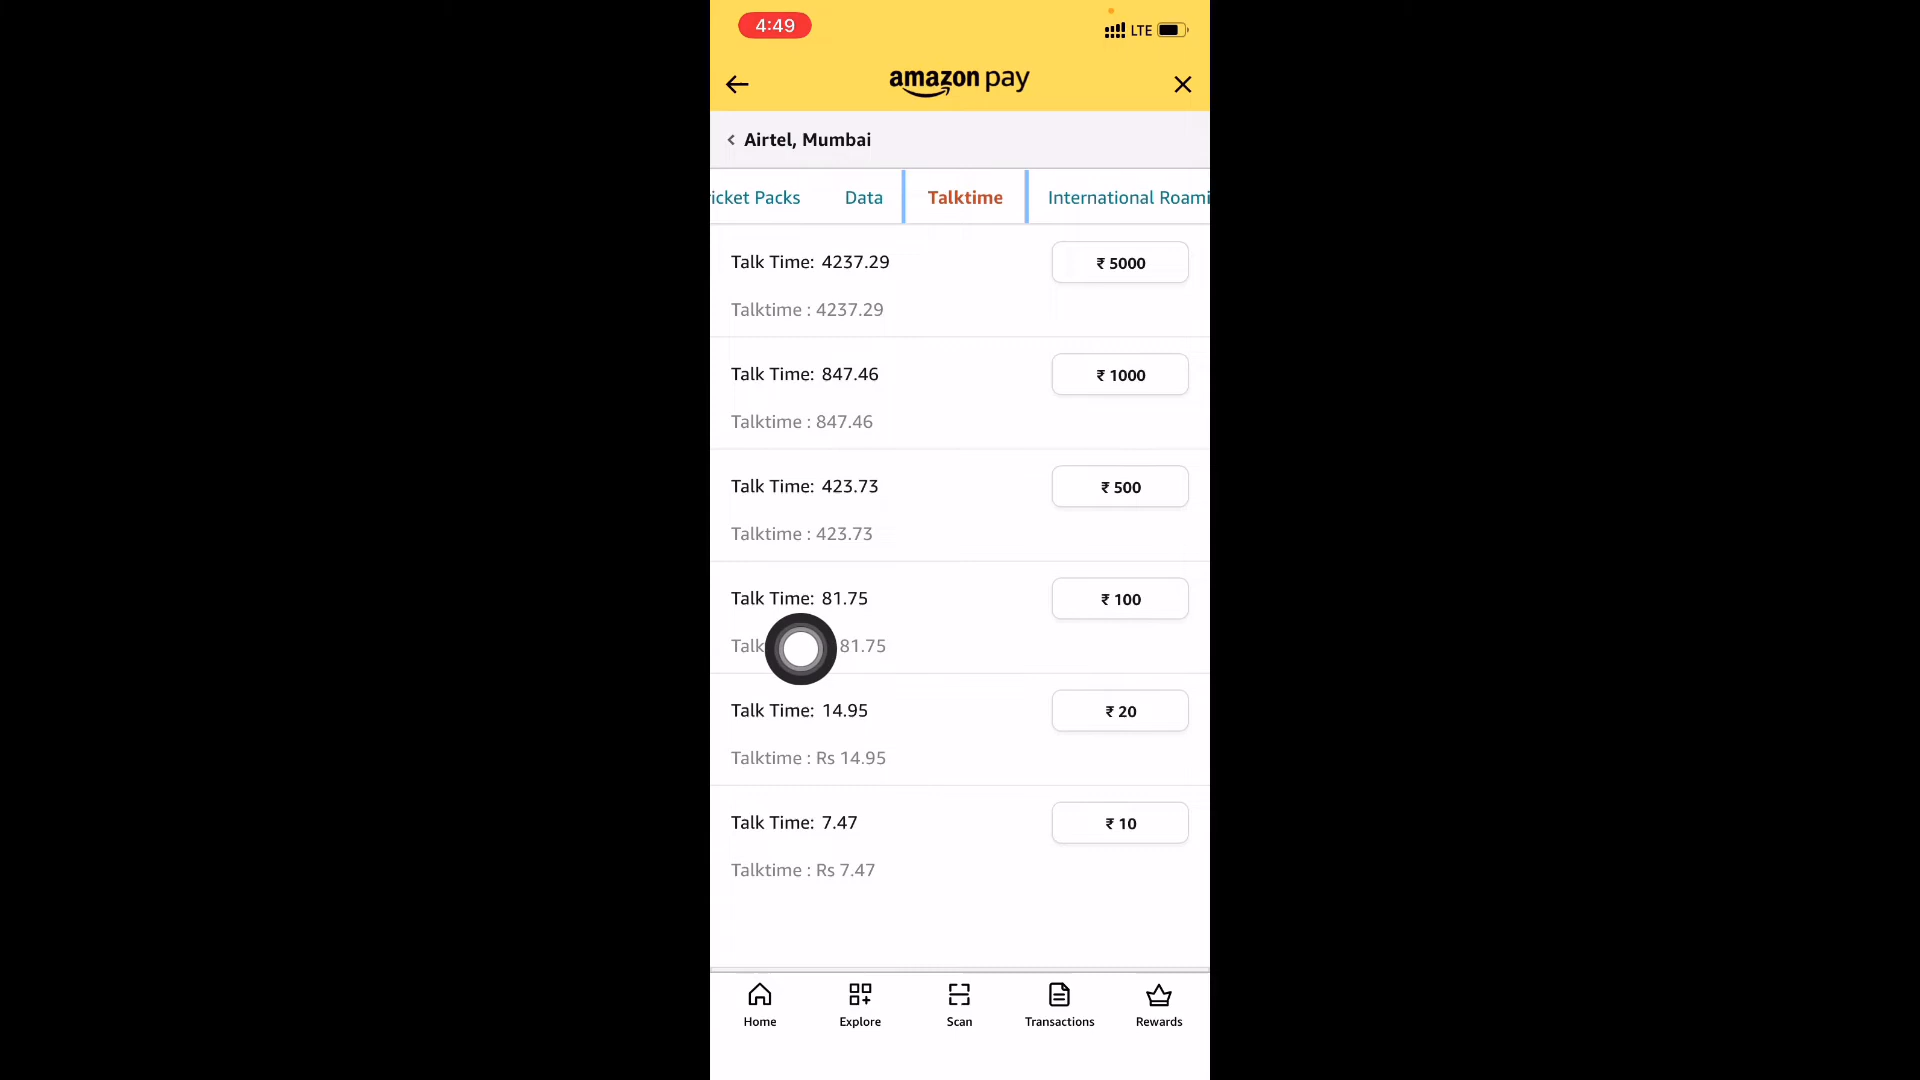 4:49
LTE
amazon pay
Airtel, Mumbai
icket Packs Data Talktime International Roami
Talk Time: 4237.29 ₹ 5000
Talktime : 4237.29
Talk Time: 847.46 ₹ 1000
Talktime : 847.46
Talk Time: 423.73 ₹ 500
Talktime : 423.73
Talk Time: 81.75 ₹ 100
Talk 81.75
Talk Time: 14.95 ₹ 20
Talktime : Rs 14.95
Talk Time: 7.47 ₹ 10
Talktime : Rs 7.47
Home Explore Scan Transactions Rewards